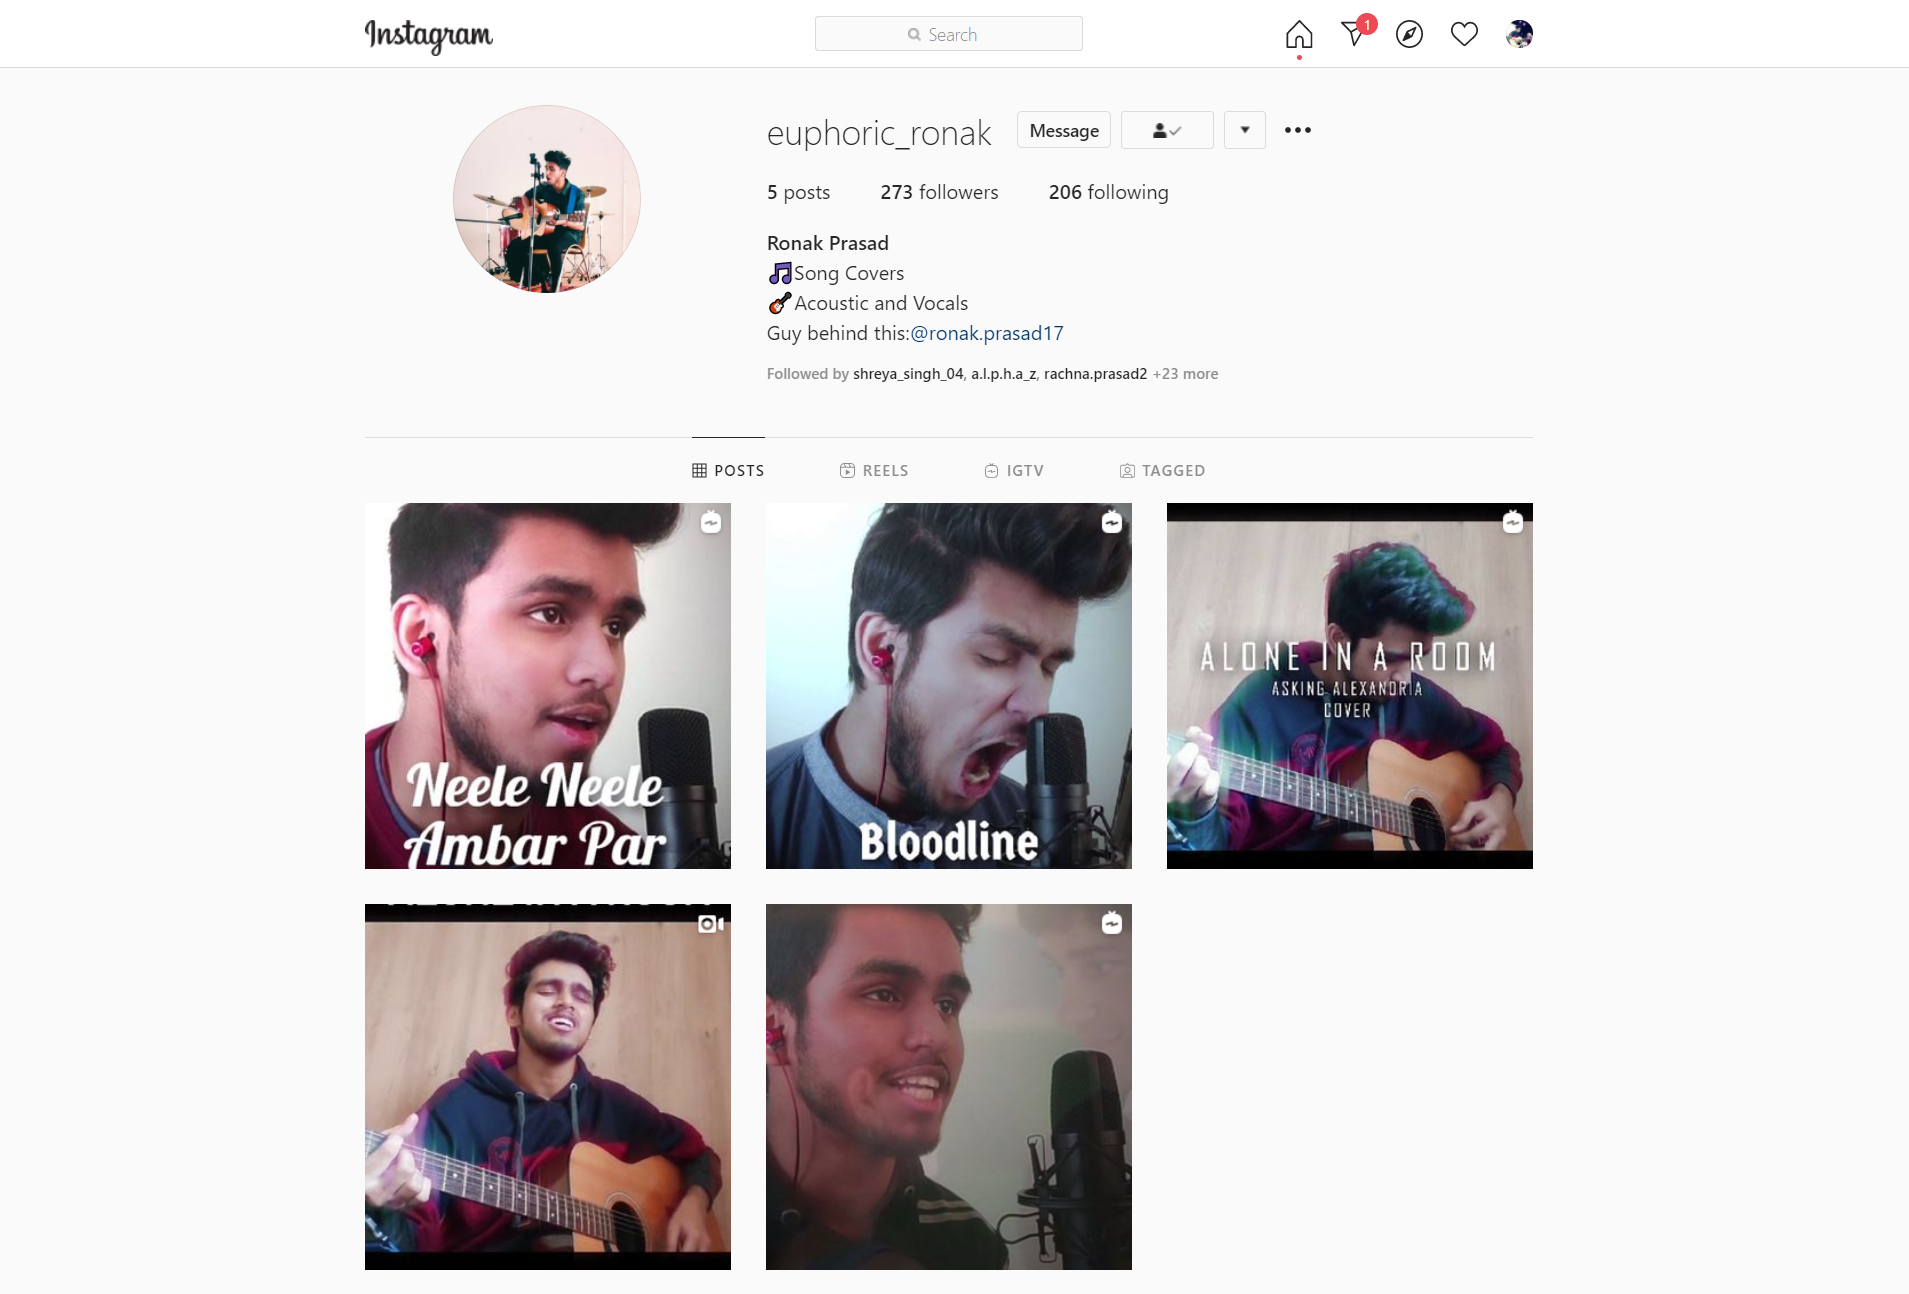 Instagram
Search
1
euphoric_ronak
Message
5 posts 273 followers 206 following
Ronak Prasad
🎵Song Covers
🎸Acoustic and Vocals
Guy behind this:@ronak.prasad17
Followed by shreya_singh_04, a.l.p.h.a_z, rachna.prasad2 +23 more
POSTS REELS IGTV TAGGED
Neele Neele
Ambar Par
Bloodline
ALONE IN A ROOM
ASKING ALEXANDRIA
COVER